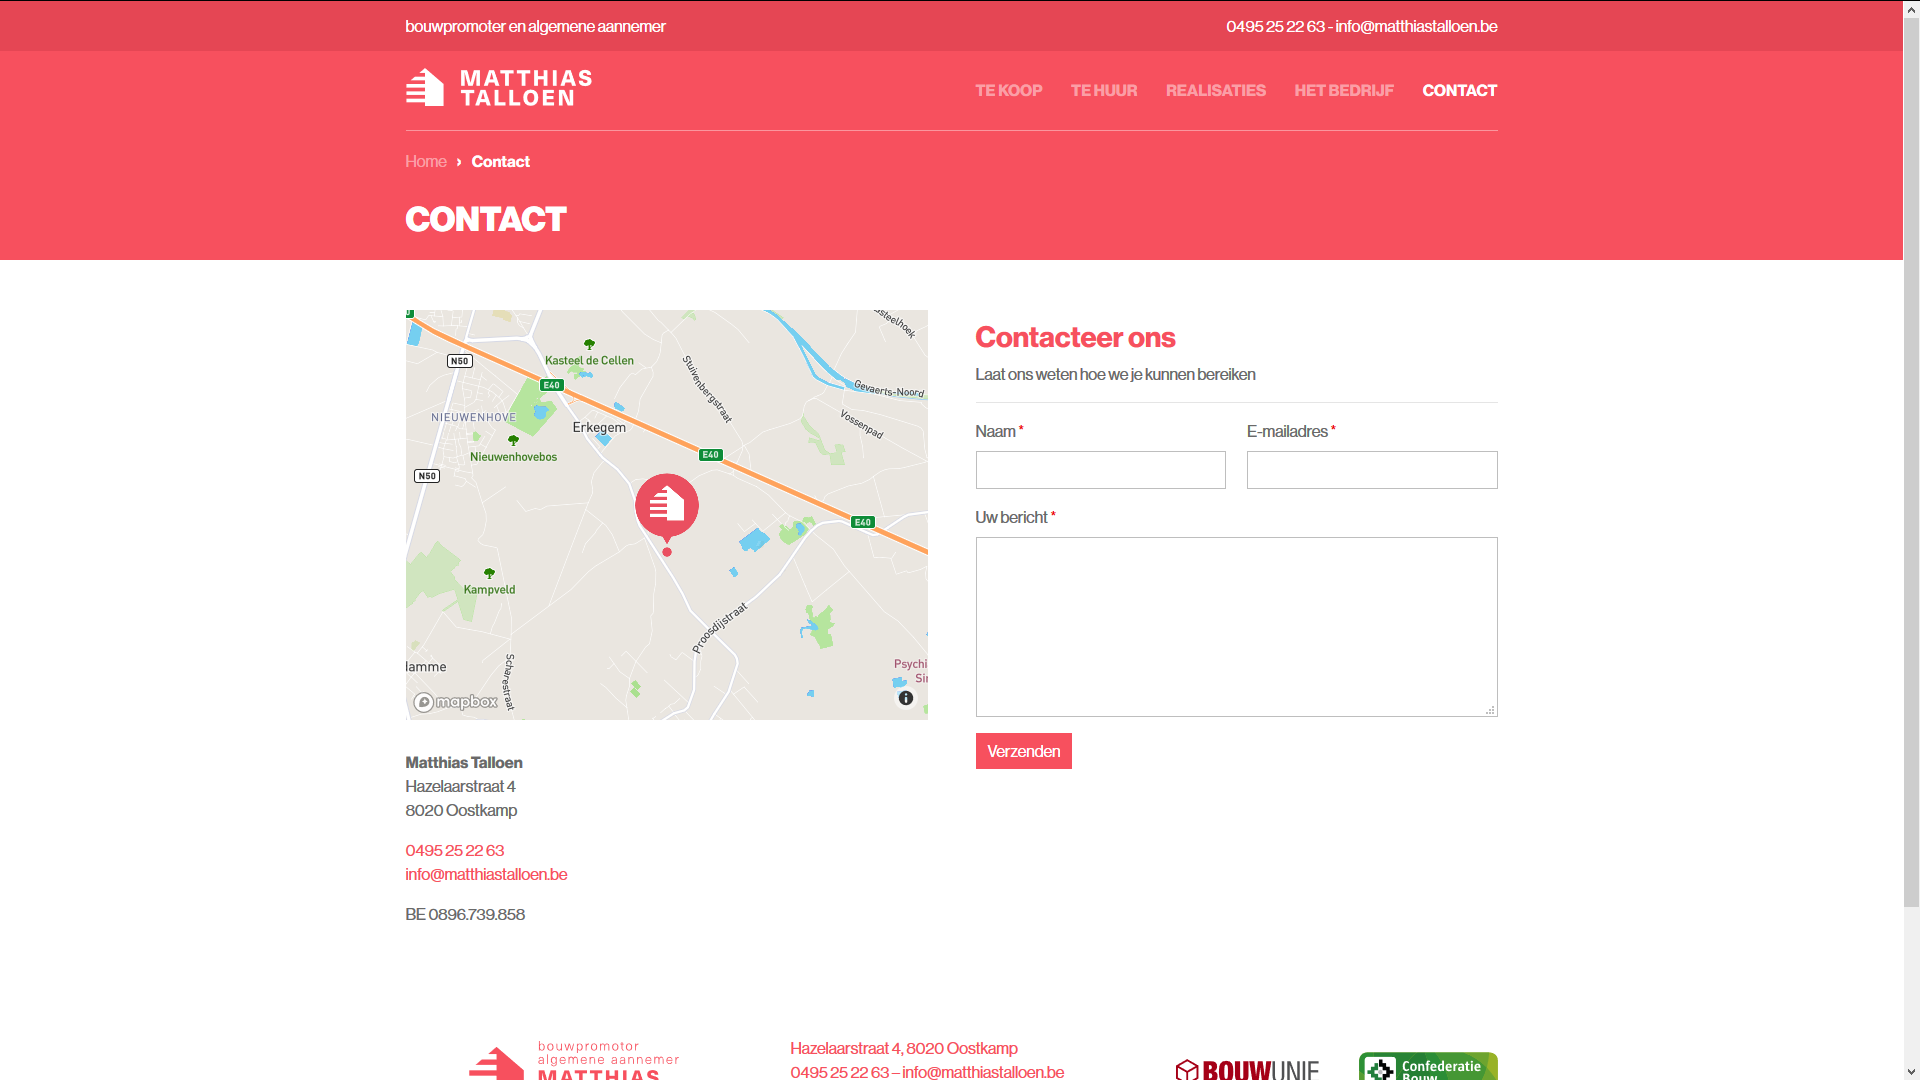 bouwpromoter en algemene aannemer
0495 25 22 63 - info@matthiastalloen.be
MATTHIAS
TALLOEN
TE KOOP
TE HUUR
REALISATIES
HET BEDRIJF
CONTACT
Home › Contact
CONTACT
Kasteel de Cellen
N50
E40
NIEUWENHOVE
Erkegem
Nieuwenhovebos
N50
E40
Stuivenbergstraat
Gevaerts-Noord
Vossenpad
E40
Kampveld
Proosdijstraat
Scharestraat
mapbox
Contacteer ons
Laat ons weten hoe we je kunnen bereiken
Naam *
E-mailadres *
Uw bericht *
Verzenden
Matthias Talloen
Hazelaarstraat 4
8020 Oostkamp
0495 25 22 63
info@matthiastalloen.be
BE 0896.739.858
bouwpromotor
algemene aannemer
MATTHIAS
Hazelaarstraat 4, 8020 Oostkamp
0495 25 22 63 – info@matthiastalloen.be
BOUWUNIE
Confederatie
Bouw